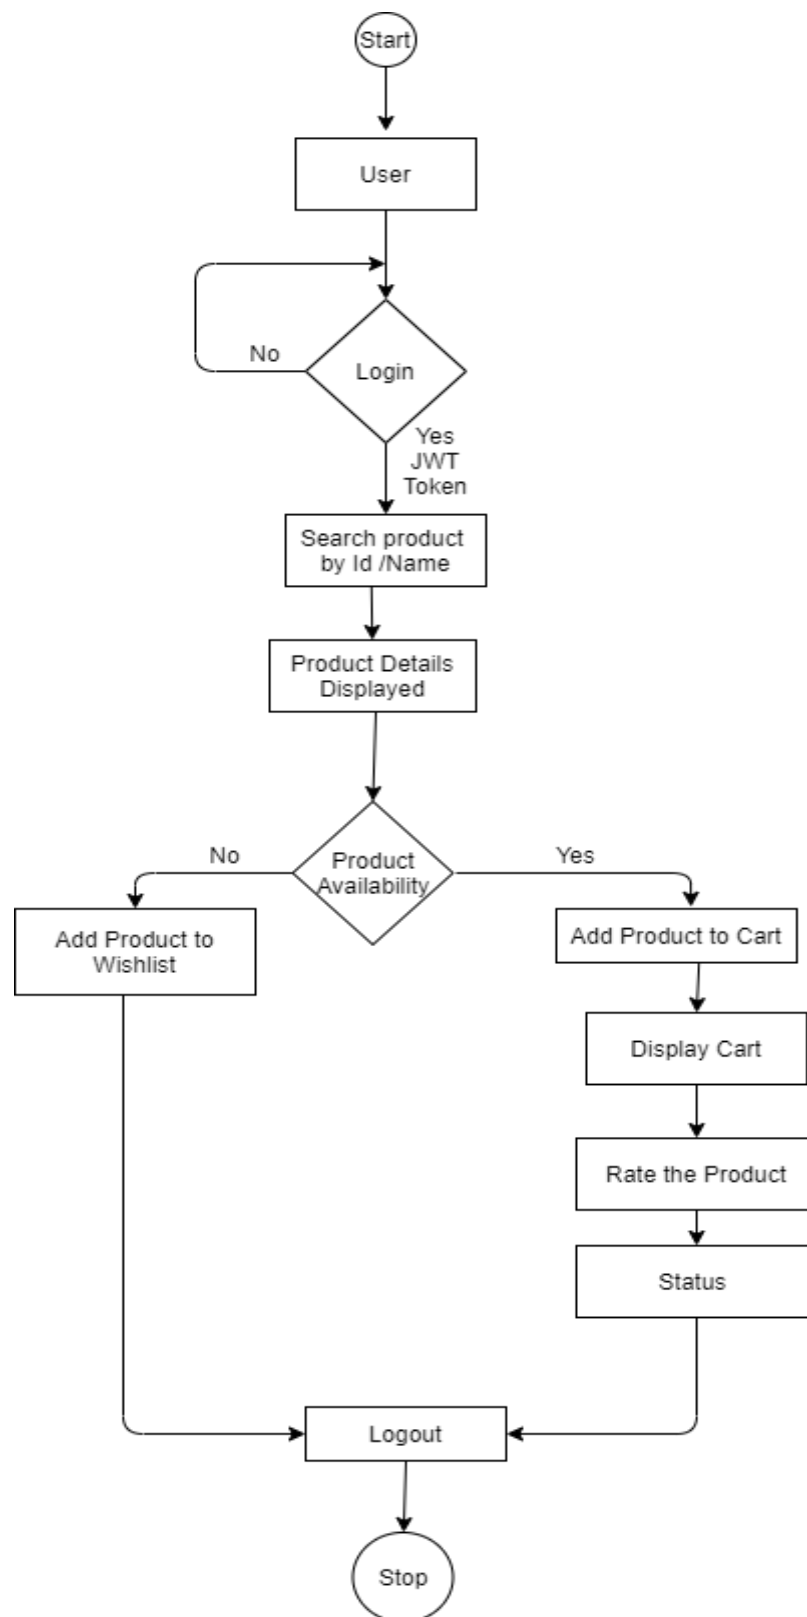 Start
User
No
Login
Yes
JWT
Token
Search product
by Id /Name
Product Details
Displayed
No
Product
Availability
Yes
Add Product to
Wishlist
Add Product to Cart
Display Cart
Rate the Product
Status
Logout
Stop